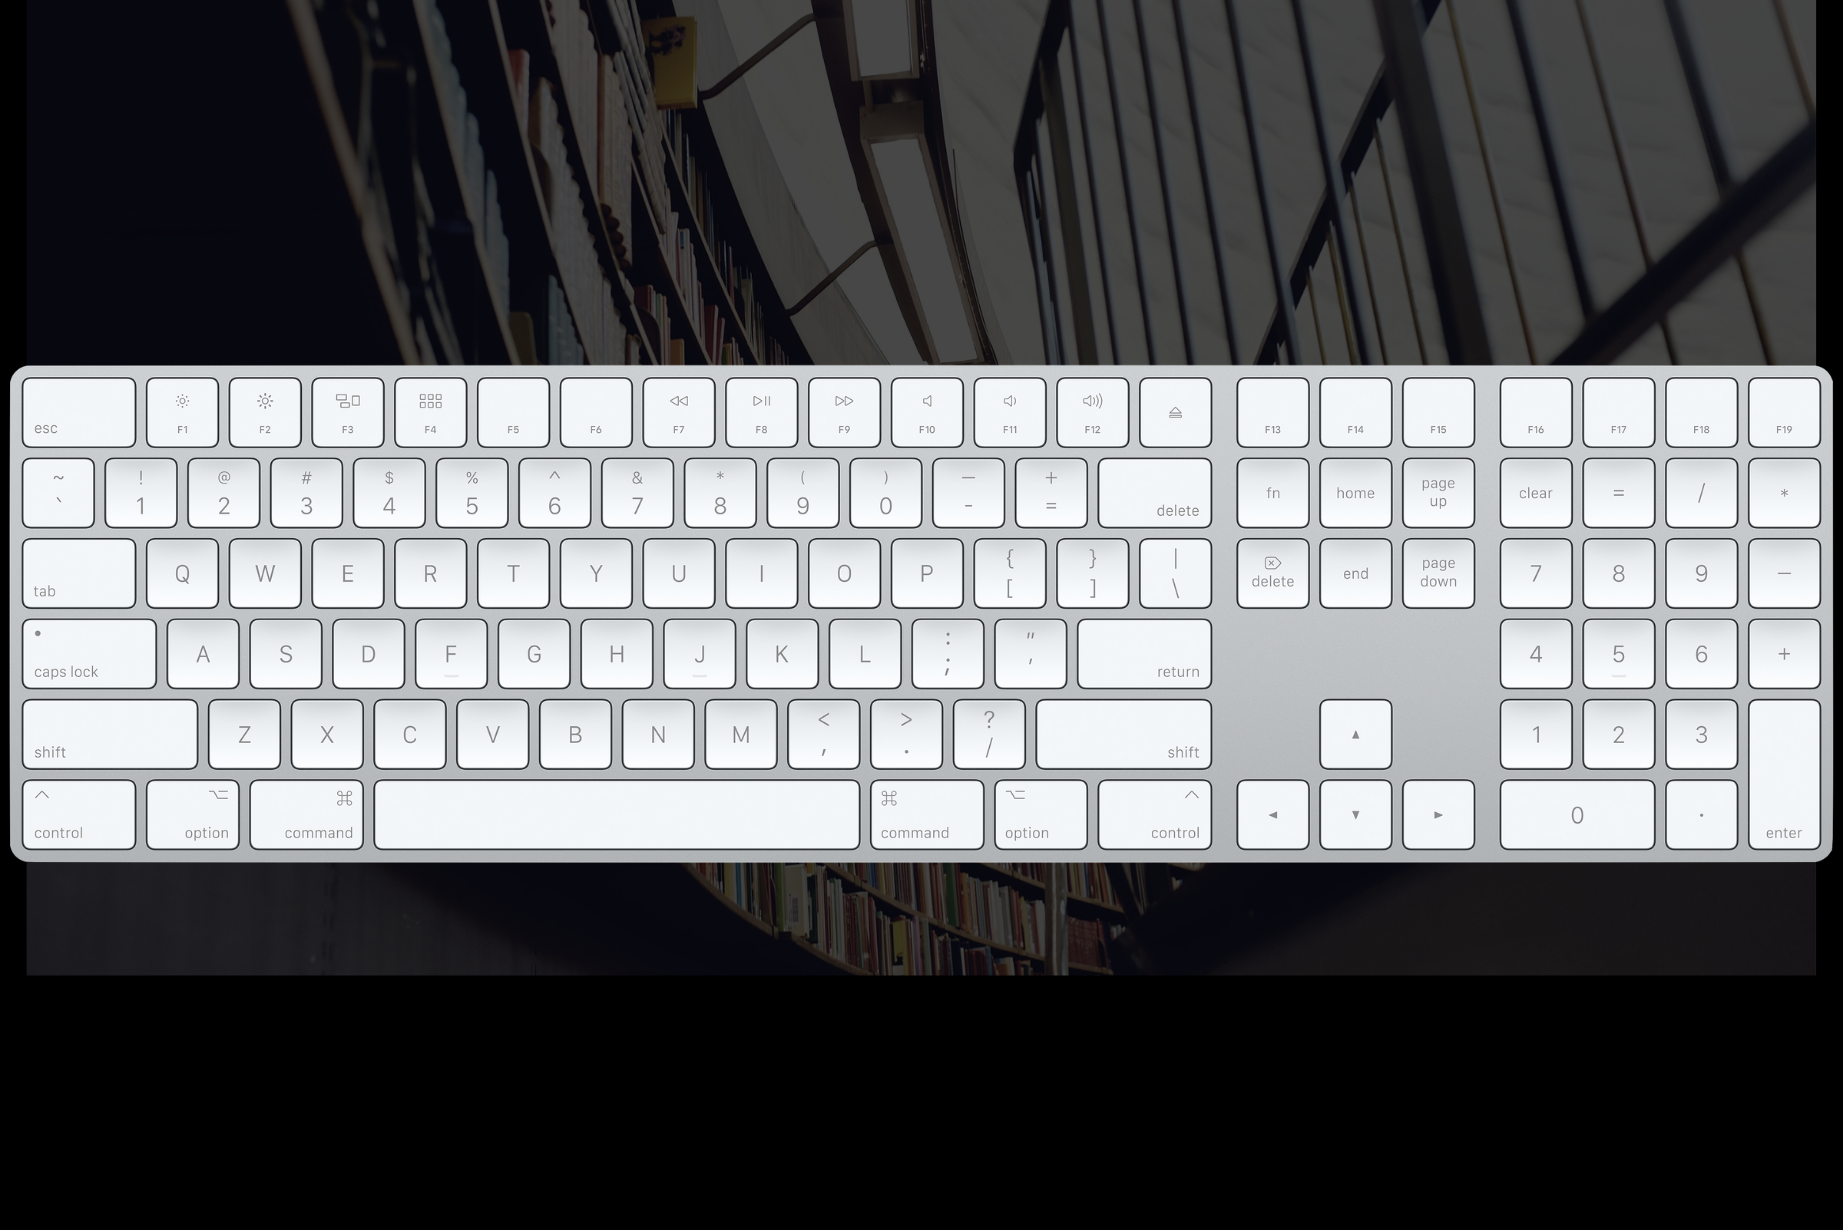 esc F1 F2 F3 F4 F5 F6 F7 F8 F9 F10 F11 F12 F13 F14 F15 F16 F17 F18 F19
~ ! @ # $ % ^ & * ( ) — +
` 1 2 3 4 5 6 7 8 9 0 - = delete fn home page up clear = / *
tab Q W E R T Y U I O P { [ } ] | \ delete end page down 7 8 9 —
caps lock A S D F G H J K L : ; " ' return 4 5 6 +
shift Z X C V B N M < , > . ? / shift ▲ 1 2 3
^ control ⌥ option ⌘ command ⌘ command ⌥ option ^ control ◄ ▼ ► 0 . enter